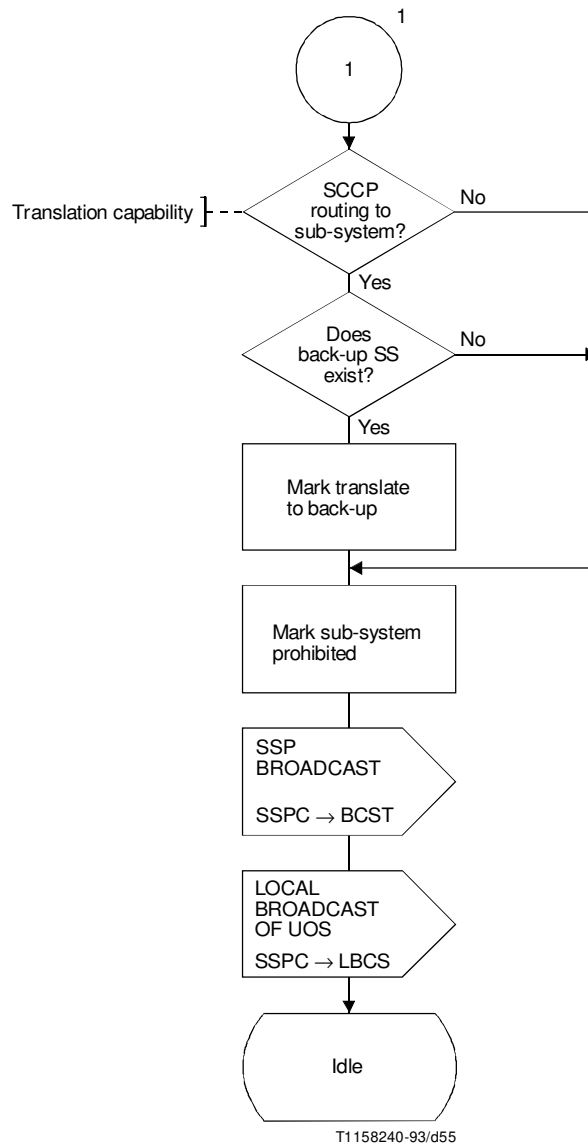 1
1
SCCP
routing to
sub-system?
No
Translation capability
Yes
Does
back-up SS
exist?
No
Yes
Mark translate
to back-up
Mark sub-system
prohibited
SSP
BROADCAST
SSPC → BCST
LOCAL
BROADCAST
OF UOS
SSPC → LBCS
Idle
T1158240-93/d55